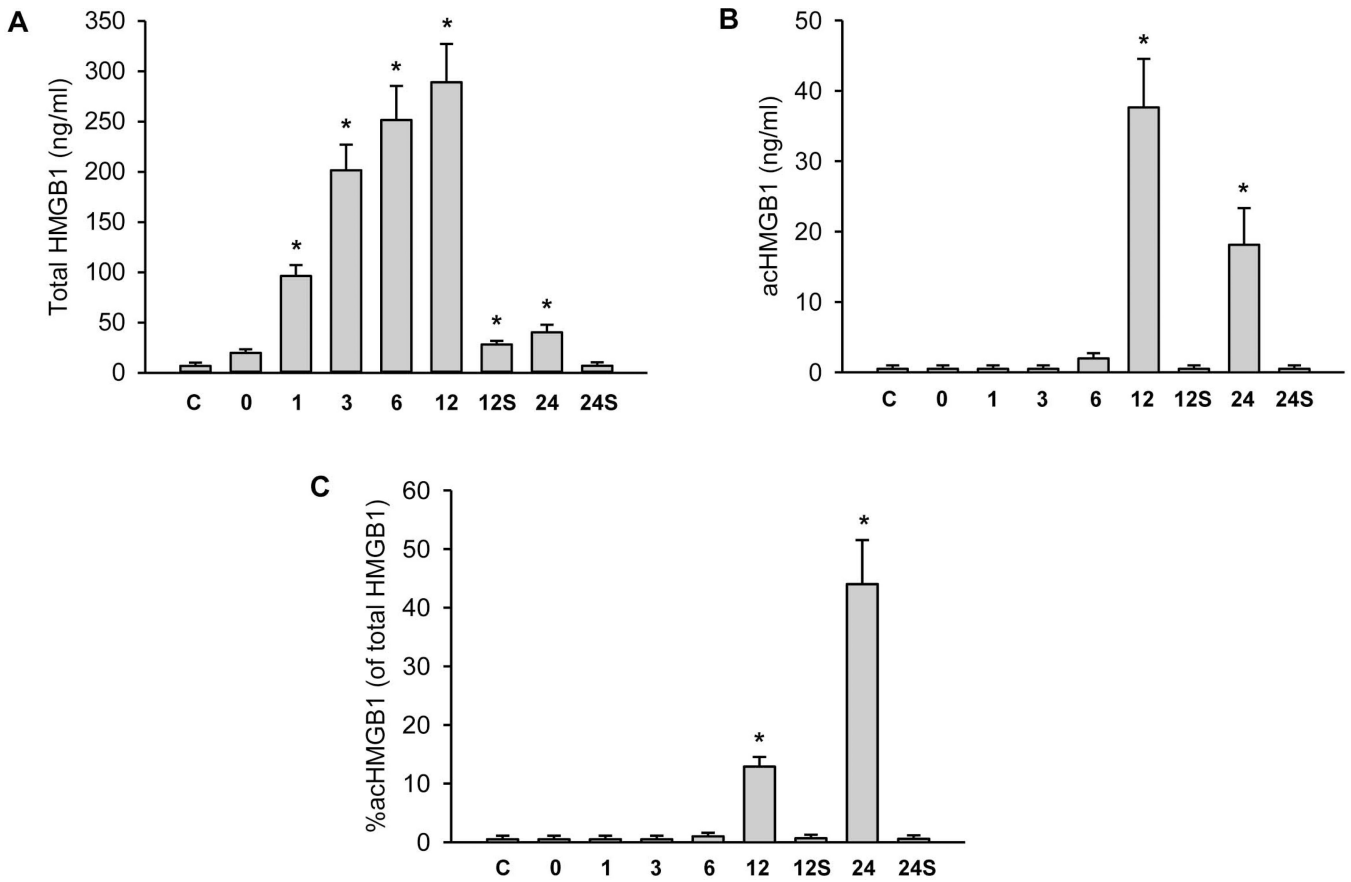 A
Total HMGB1 (ng/ml)
350
300
250
200
150
100
50
0
* * * * * * *
C 0 1 3 6 12 12S 24 24S
B
acHMGB1 (ng/ml)
50
40
30
20
10
0
* *
C 0 1 3 6 12 12S 24 24S
C
%acHMGB1 (of total HMGB1)
60
50
40
30
20
10
0
* *
C 0 1 3 6 12 12S 24 24S